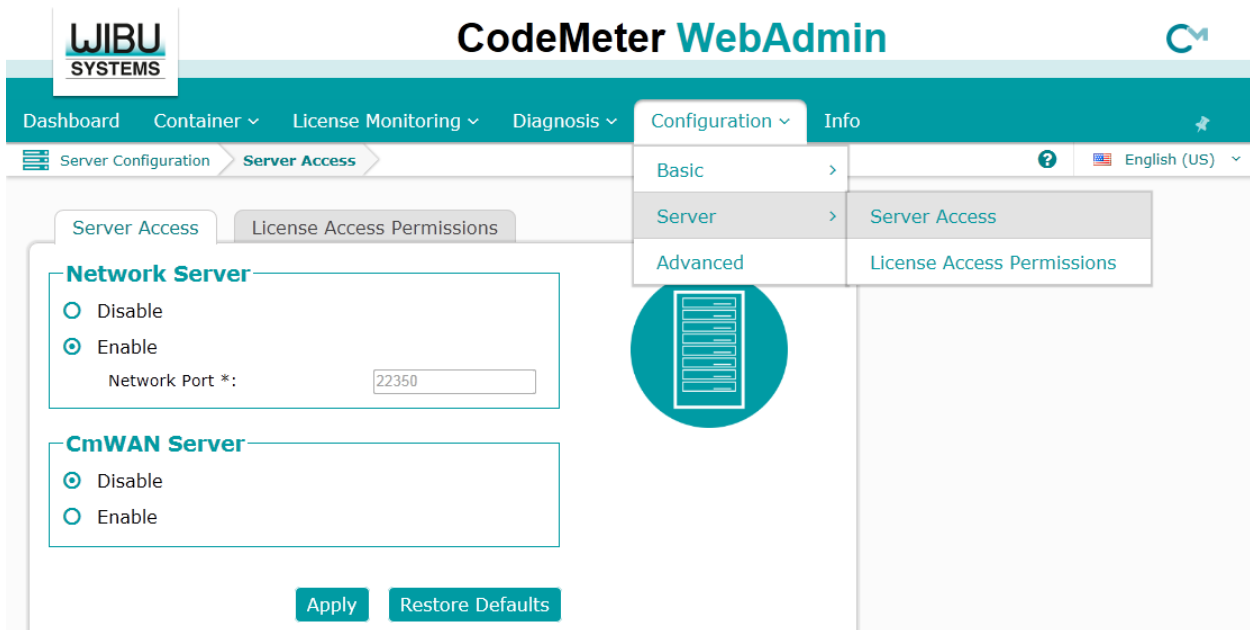 WIBU
SYSTEMS
CodeMeter WebAdmin
Dashboard Container License Monitoring Diagnosis Configuration Info
Server Configuration Server Access English (US)
Basic
Server Server Access
Advanced License Access Permissions
Server Access License Access Permissions
Network Server
Disable
Enable
Network Port *: 22350
CmWAN Server
Disable
Enable
Apply Restore Defaults